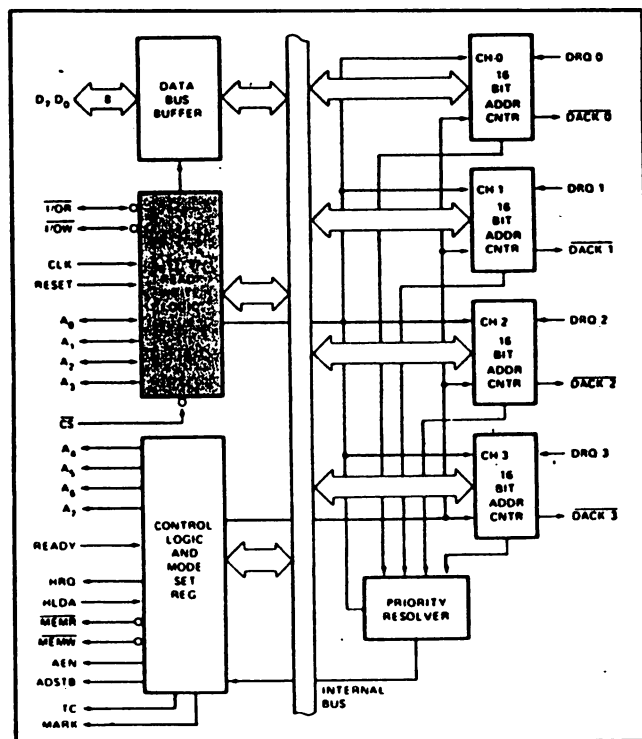 DATA
BUS
BUFFER
D7 D0
8
I/OR
I/OW
CLK
RESET
READ/
WRITE
LOGIC
A0
A1
A2
A3
CS
A4
A5
A6
A7
READY
HRQ
HLDA
MEMR
MEMW
AEN
ADSTB
TC
MARK
CONTROL
LOGIC
AND
MODE
SET
REG
INTERNAL
BUS
CH 0
16
BIT
ADDR
CNTR
DRQ 0
DACK 0
CH 1
16
BIT
ADDR
CNTR
DRQ 1
DACK 1
CH 2
16
BIT
ADDR
CNTR
DRQ 2
DACK 2
CH 3
16
BIT
ADDR
CNTR
DRQ 3
DACK 3
PRIORITY
RESOLVER